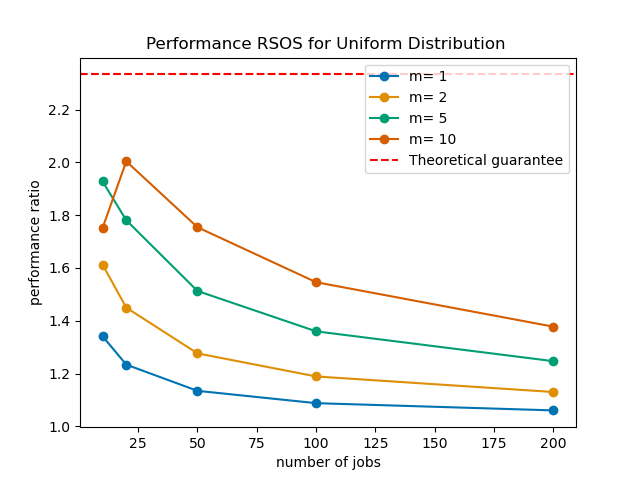 Performance RSOS for Uniform Distribution
performance ratio
2.2
2.0
1.8
1.6
1.4
1.2
1.0
m= 1
m= 2
m= 5
m= 10
Theoretical guarantee
25 50 75 100 125 150 175 200
number of jobs